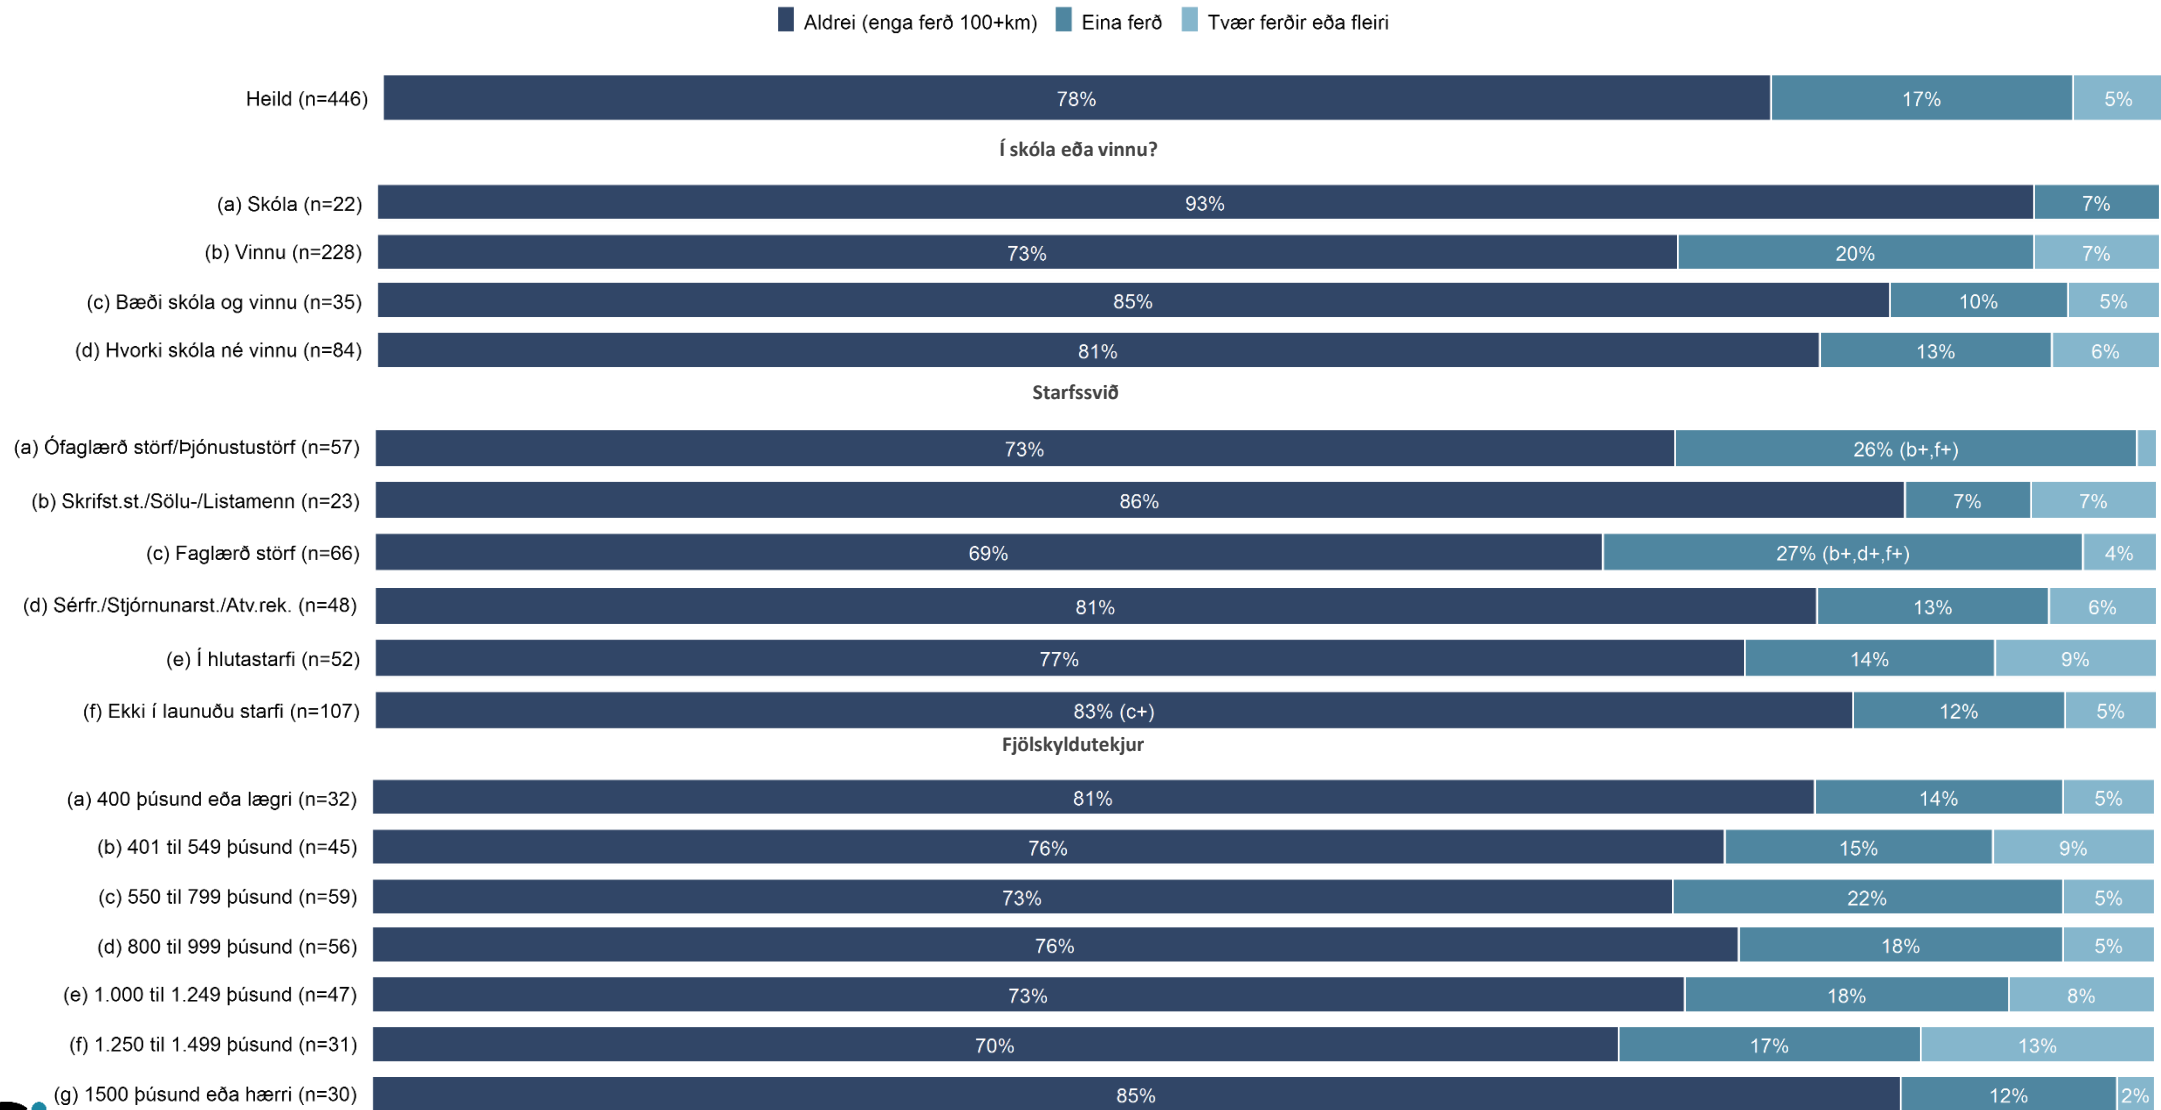 Aldrei (enga ferð 100+km) Eina ferð Tvær ferðir eða fleiri
Heild (n=446) 78% 17% 5%
Í skóla eða vinnu?
(a) Skóla (n=22) 93% 7%
(b) Vinnu (n=228) 73% 20% 7%
(c) Bæði skóla og vinnu (n=35) 85% 10% 5%
(d) Hvorki skóla né vinnu (n=84) 81% 13% 6%
Starfssvið
(a) Ófaglærð störf/Þjónustustörf (n=57) 73% 26% (b+,f+)
(b) Skrifst.st./Sölu-/Listamenn (n=23) 86% 7% 7%
(c) Faglærð störf (n=66) 69% 27% (b+,d+,f+) 4%
(d) Sérfr./Stjórnunarst./Atv.rek. (n=48) 81% 13% 6%
(e) Í hlutastarfi (n=52) 77% 14% 9%
(f) Ekki í launuðu starfi (n=107) 83% (c+) 12% 5%
Fjölskyldutekjur
(a) 400 þúsund eða lægri (n=32) 81% 14% 5%
(b) 401 til 549 þúsund (n=45) 76% 15% 9%
(c) 550 til 799 þúsund (n=59) 73% 22% 5%
(d) 800 til 999 þúsund (n=56) 76% 18% 5%
(e) 1.000 til 1.249 þúsund (n=47) 73% 18% 8%
(f) 1.250 til 1.499 þúsund (n=31) 70% 17% 13%
(g) 1500 þúsund eða hærri (n=30) 85% 12% 2%